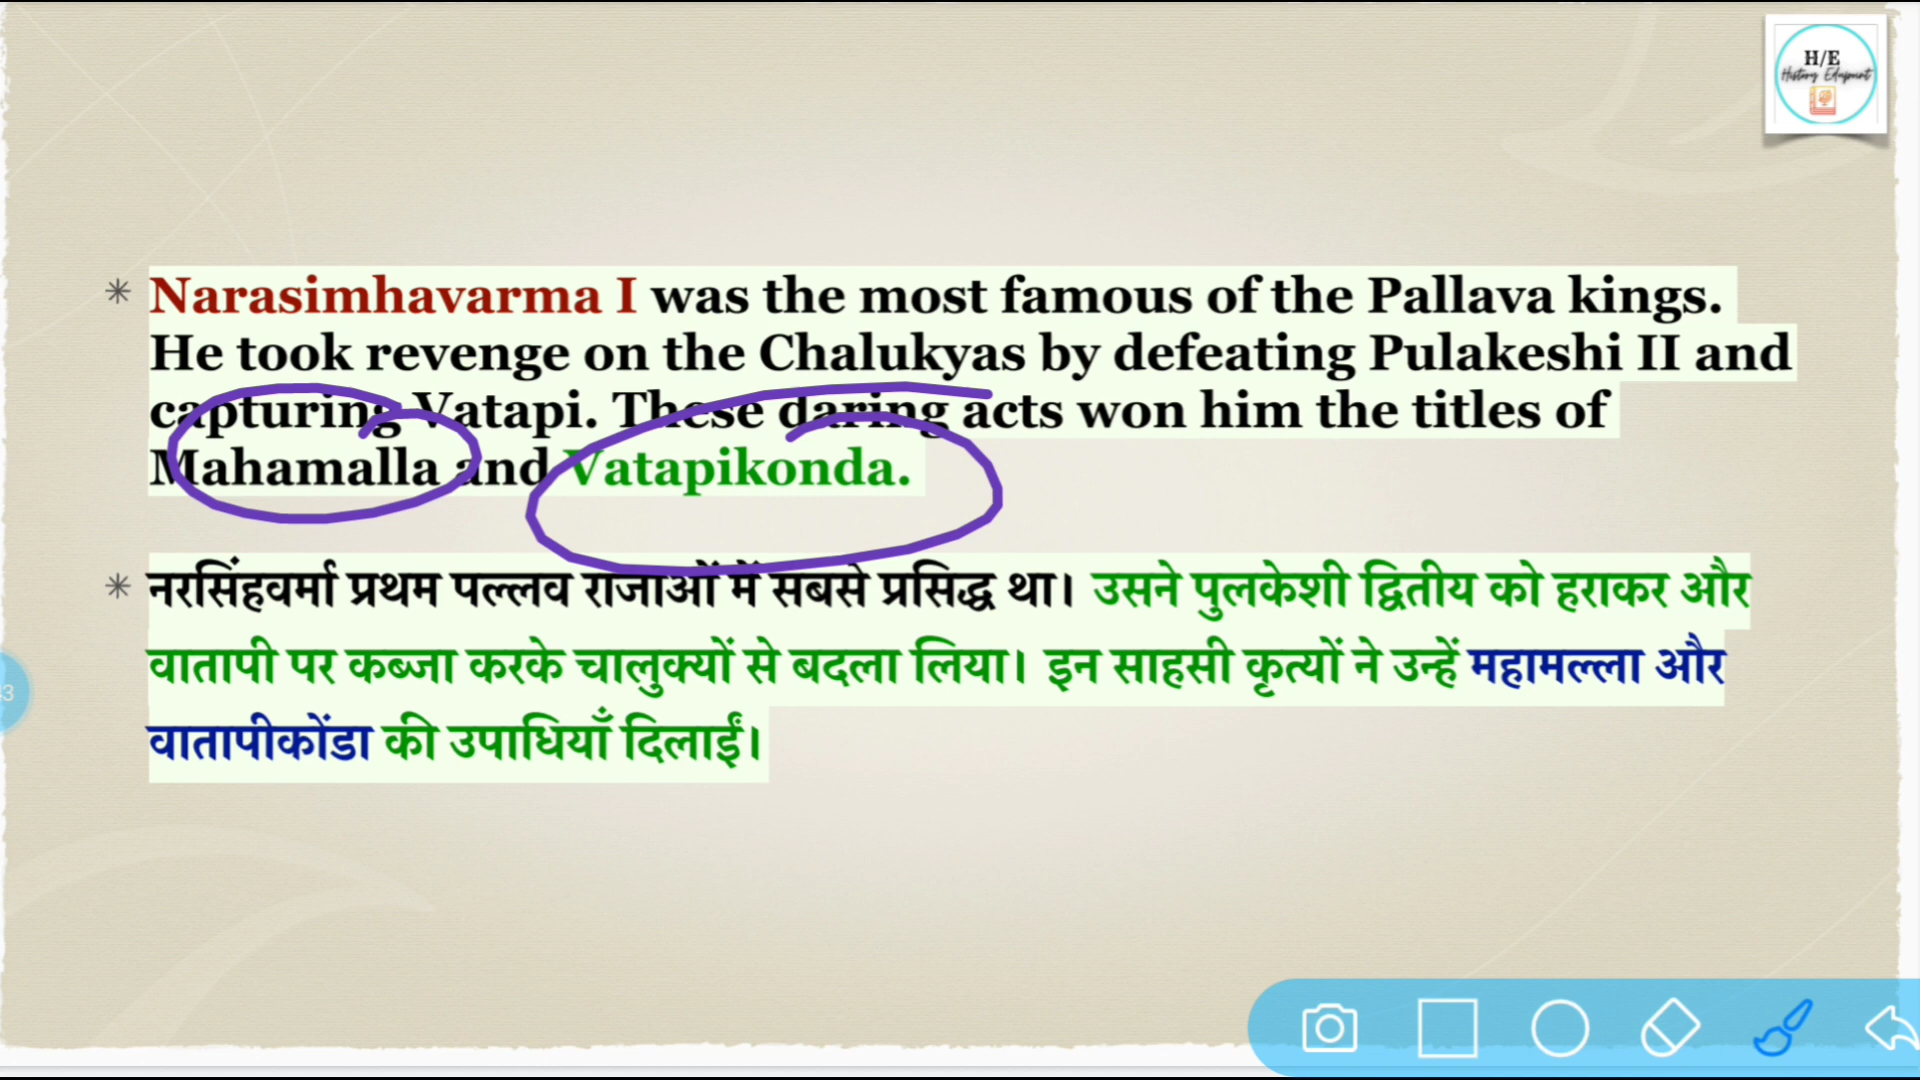 H/E
History Edupoint
Narasimhavarma I was the most famous of the Pallava kings.
He took revenge on the Chalukyas by defeating Pulakeshi II and
capturing Vatapi. These daring acts won him the titles of
Mahamalla and Vatapikonda.
नरसिंहवर्मा प्रथम पल्लव राजाओं में सबसे प्रसिद्ध था। उसने पुलकेशी द्वितीय को हराकर और
वातापी पर कब्जा करके चालुक्यों से बदला लिया। इन साहसी कृत्यों ने उन्हें महामल्ला और
वातापीकोंडा की उपाधियाँ दिलाईं।